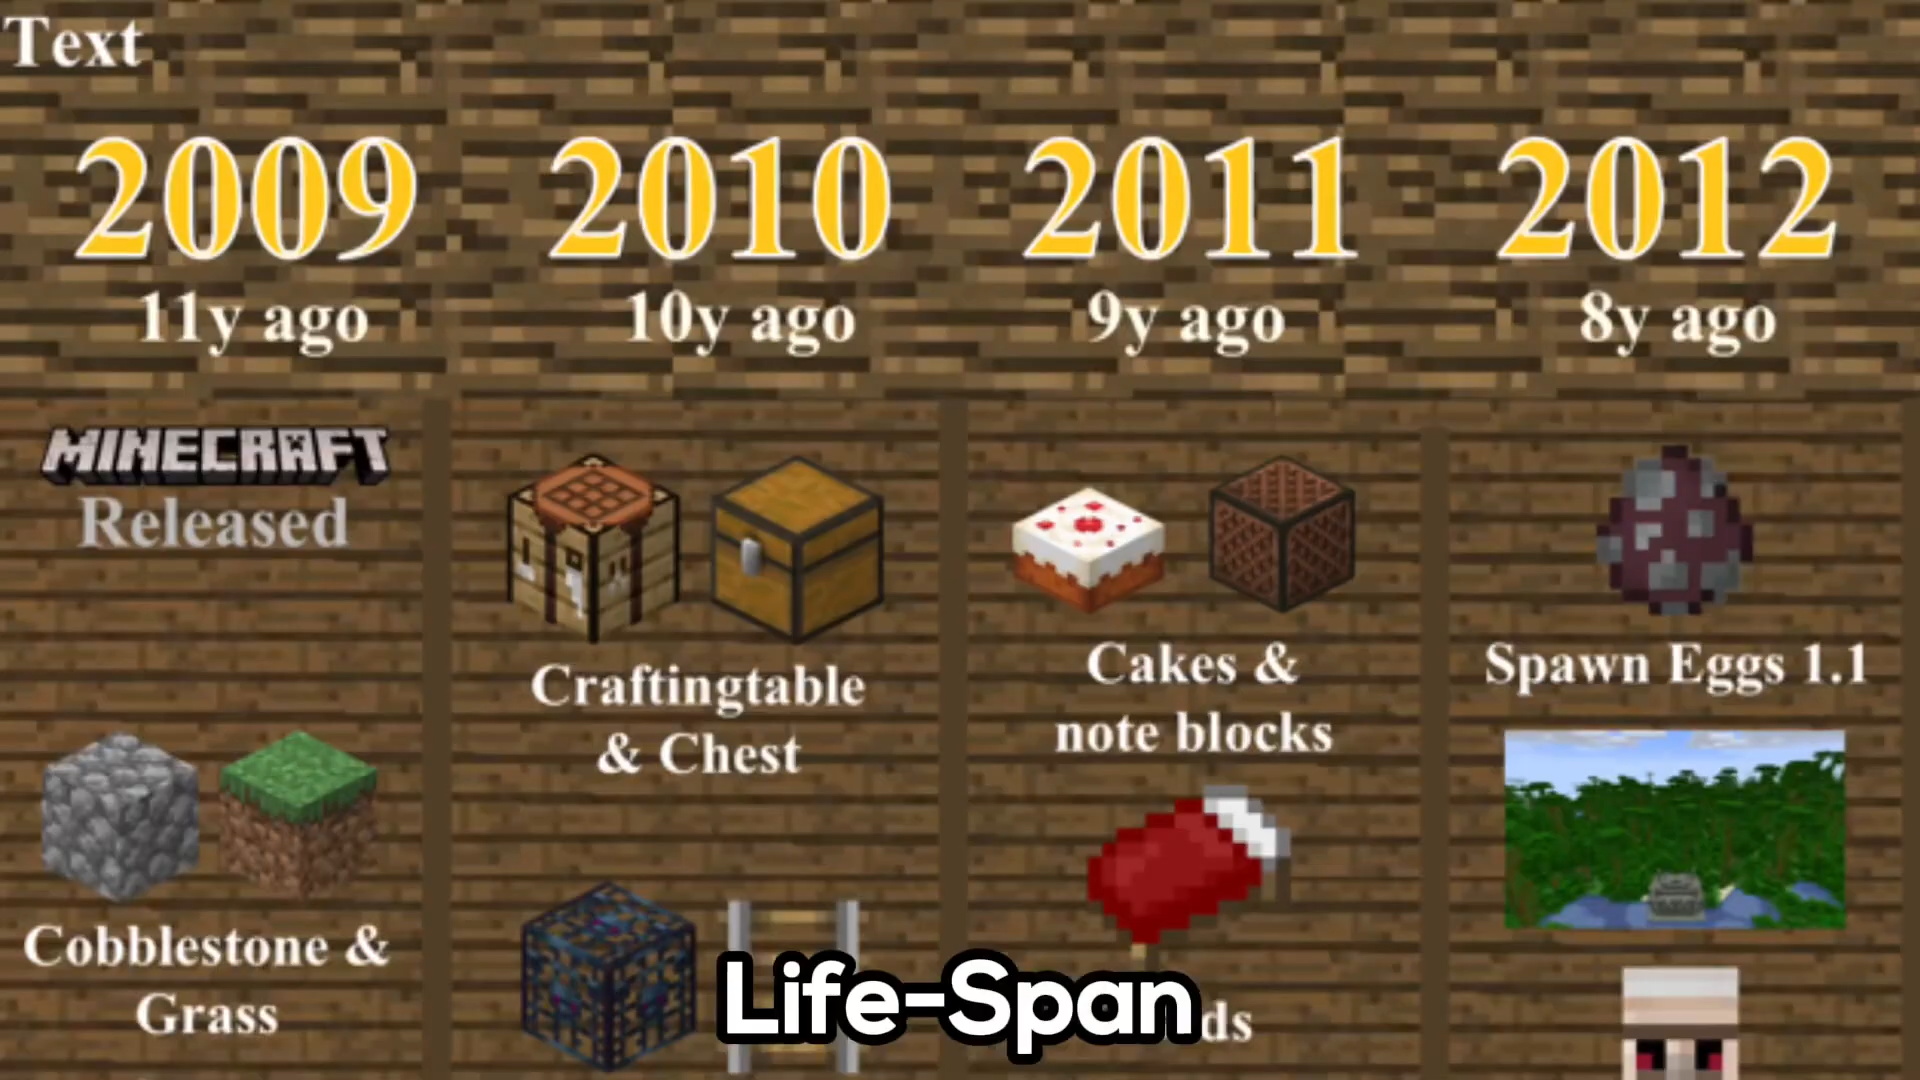 Text
2009 2010 2011 2012
11y ago 10y ago 9y ago 8y ago
MINECRAFT
Released
Craftingtable
& Chest
Cakes &
note blocks
Spawn Eggs 1.1
Cobblestone &
Grass
Life-Span